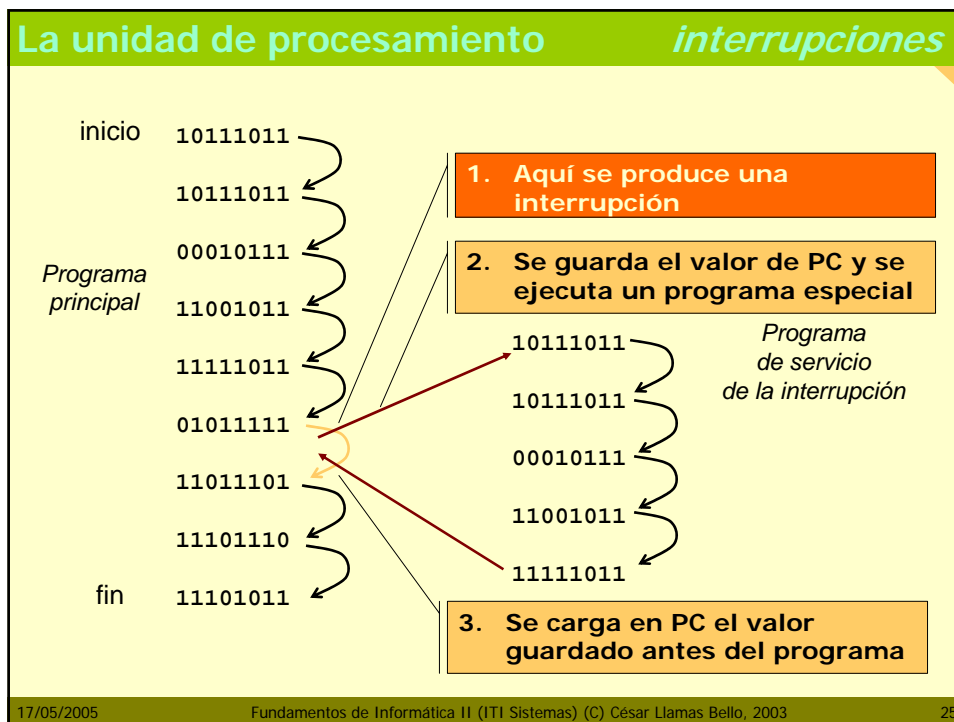 La unidad de procesamiento interrupciones
inicio
10111011
10111011
00010111
Programa
principal
11001011
11111011
01011111
11011101
11101110
fin
11101011
1. Aquí se produce una
interrupción
2. Se guarda el valor de PC y se
ejecuta un programa especial
10111011
10111011
00010111
11001011
11111011
Programa
de servicio
de la interrupción
3. Se carga en PC el valor
guardado antes del programa
17/05/2005 Fundamentos de Informática II (ITI Sistemas) (C) César Llamas Bello, 2003 25